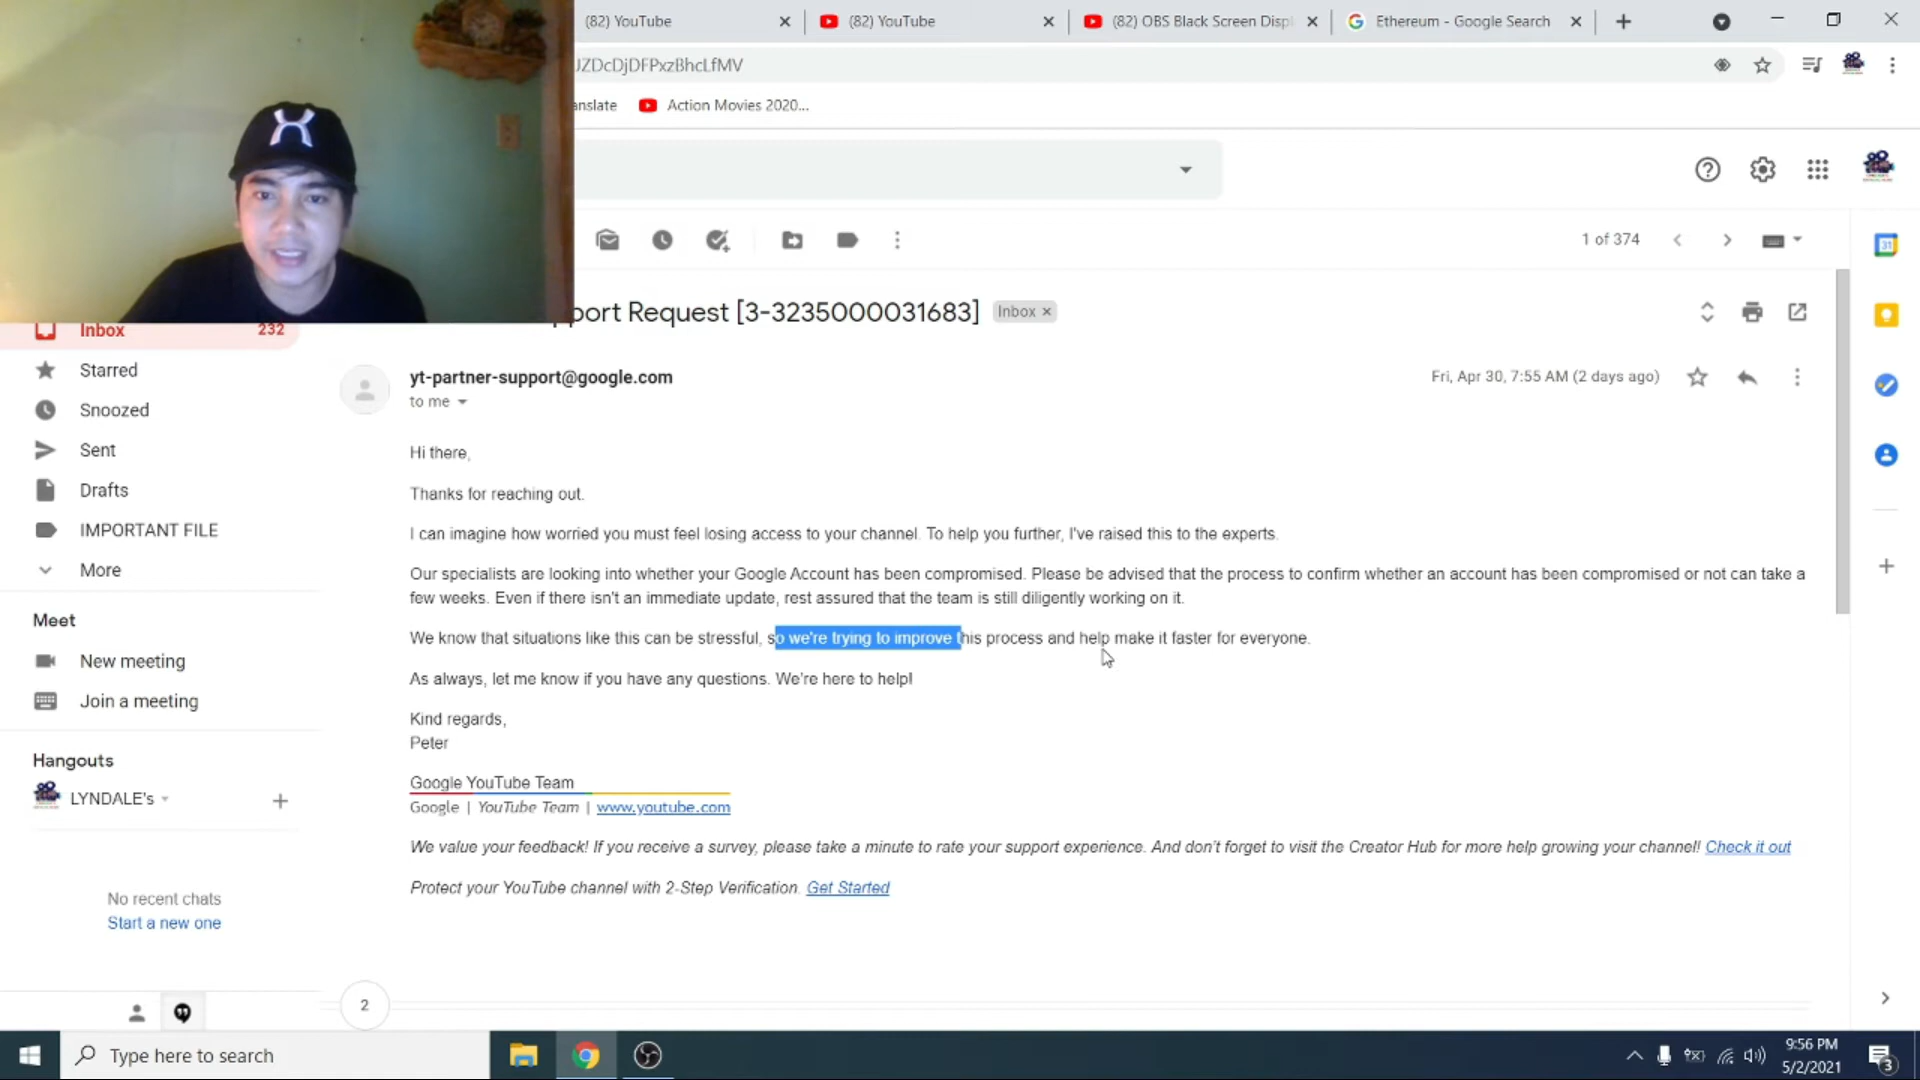 (82) YouTube
(82) YouTube
(82) OBS Black Screen Displ
Ethereum - Google Search
JZDcDjDFPxzBhcLfMV
anslate
Action Movies 2020...
1 of 374
pport Request [3-3235000031683]
Inbox ×
Inbox 232
Starred
Snoozed
Sent
Drafts
IMPORTANT FILE
More
Meet
New meeting
Join a meeting
Hangouts
LYNDALE's
No recent chats
Start a new one
yt-partner-support@google.com
Fri, Apr 30, 7:55 AM (2 days ago)
to me
Hi there,
Thanks for reaching out.
I can imagine how worried you must feel losing access to your channel. To help you further, I've raised this to the experts.
Our specialists are looking into whether your Google Account has been compromised. Please be advised that the process to confirm whether an account has been compromised or not can take a
few weeks. Even if there isn't an immediate update, rest assured that the team is still diligently working on it.
We know that situations like this can be stressful, so we're trying to improve this process and help make it faster for everyone.
As always, let me know if you have any questions. We're here to help!
Kind regards,
Peter
Google YouTube Team
Google | YouTube Team | www.youtube.com
We value your feedback! If you receive a survey, please take a minute to rate your support experience. And don't forget to visit the Creator Hub for more help growing your channel! Check it out
Protect your YouTube channel with 2-Step Verification. Get Started
2
31
Type here to search
9:56 PM
5/2/2021
3